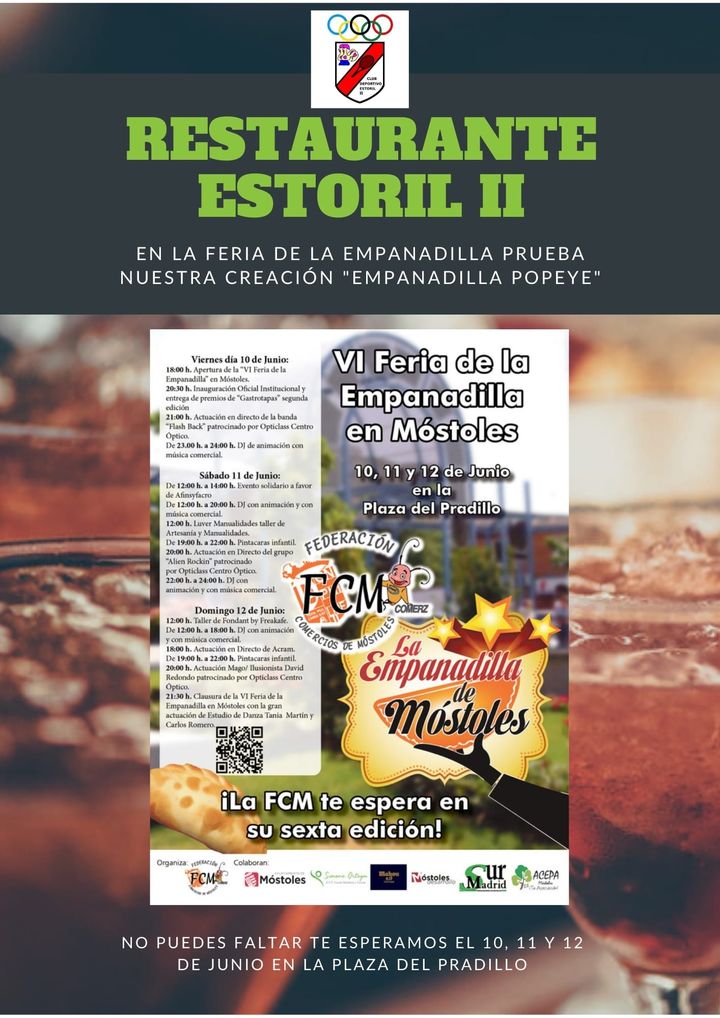 CLUB
DEPORTIVO
ESTORIL
II
RESTAURANTE
ESTORIL II
EN LA FERIA DE LA EMPANADILLA PRUEBA
NUESTRA CREACIÓN "EMPANADILLA POPEYE"
Viernes día 10 de Junio:
18:00 h. Apertura de la "VI Feria de la
Empanadilla" en Móstoles.
20:30 h. Inauguración Oficial Institucional y
entrega de premios de "Gastrotapas" segunda
edición
21:00 h. Actuación en directo de la banda
"Flash Back" patrocinado por Opticlass Centro
Óptico.
De 23.00 h. a 24:00 h. DJ de animación con
música comercial.
Sábado 11 de Junio:
De 12:00 h. a 14:00 h. Evento solidario a favor
de Afinsyfacro
De 12:00 h. a 20:00 h. DJ con animación y con
música comercial.
12:00 h. Luver Manualidades taller de
Artesanía y Manualidades.
De 19:00 h. a 22:00 h. Pintacaras infantil.
20:00 h. Actuación en Directo del grupo
"Alien Rockin" patrocinado
por Opticlass Centro Óptico.
22:00 h. a 24:00 h. DJ con
animación y con música comercial.
Domingo 12 de Junio:
12:00 h. Taller de Fondant by Freakafe.
De 12:00 h. a 18:00 h. DJ con animación
y con música comercial.
18:00 h. Actuación en Directo de Acram.
De 19:00 h. a 22:00 h. Pintacaras infantil.
20:00 h. Actuación Mago/ Ilusionista David
Redondo patrocinado por Opticlass Centro
Óptico.
21:30 h. Clausura de la VI Feria de la
Empanadilla en Móstoles con la gran
actuación de Estudio de Danza Tania Martín y
Carlos Romero.
VI Feria de la
Empanadilla
en Móstoles
10, 11 y 12 de Junio
en la
Plaza del Pradillo
FEDERACIÓN
FCM
COMERZ
COMERCIOS DE MÓSTOLES
La
Empanadilla
de
Móstoles
¡La FCM te espera en
su sexta edición!
Organiza:
FEDERACIÓN
FCM
Colaboran:
Móstoles
Simone Ortega
Mahou
Móstoles
desarrollo
Sur
Madrid
ACEPA
NO PUEDES FALTAR TE ESPERAMOS EL 10, 11 Y 12
DE JUNIO EN LA PLAZA DEL PRADILLO